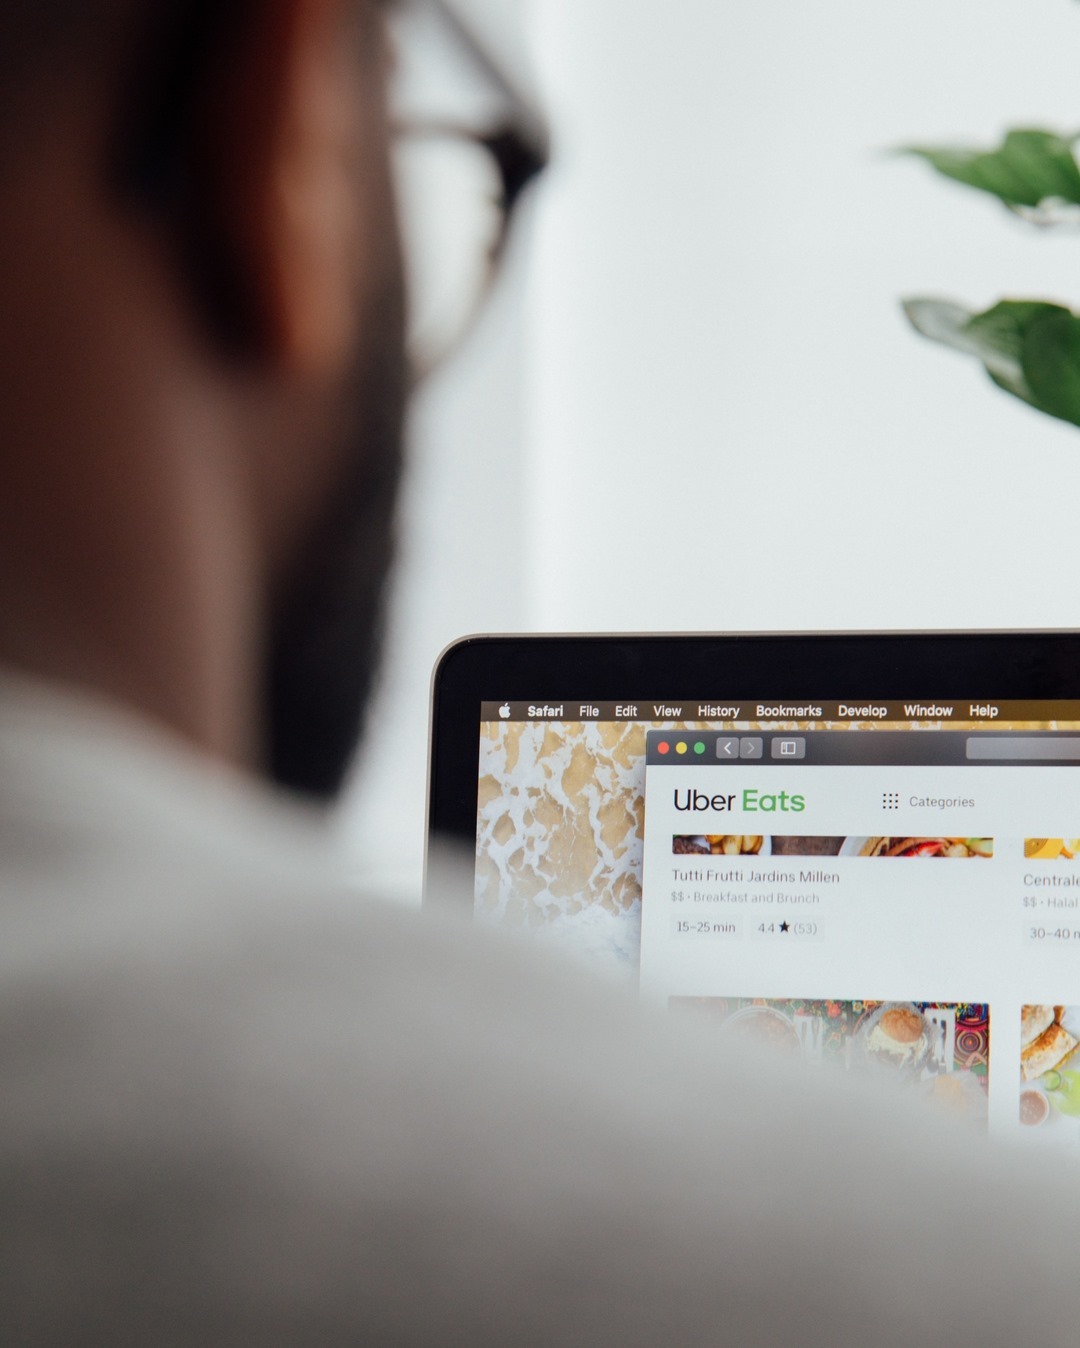 Safari File Edit View History Bookmarks Develop Window Help
Uber Eats
Categories
Tutti Frutti Jardins Millen
$$ • Breakfast and Brunch
15–25 min
4.4 ★ (53)
Centrale
$$ • Halal
30–40 m